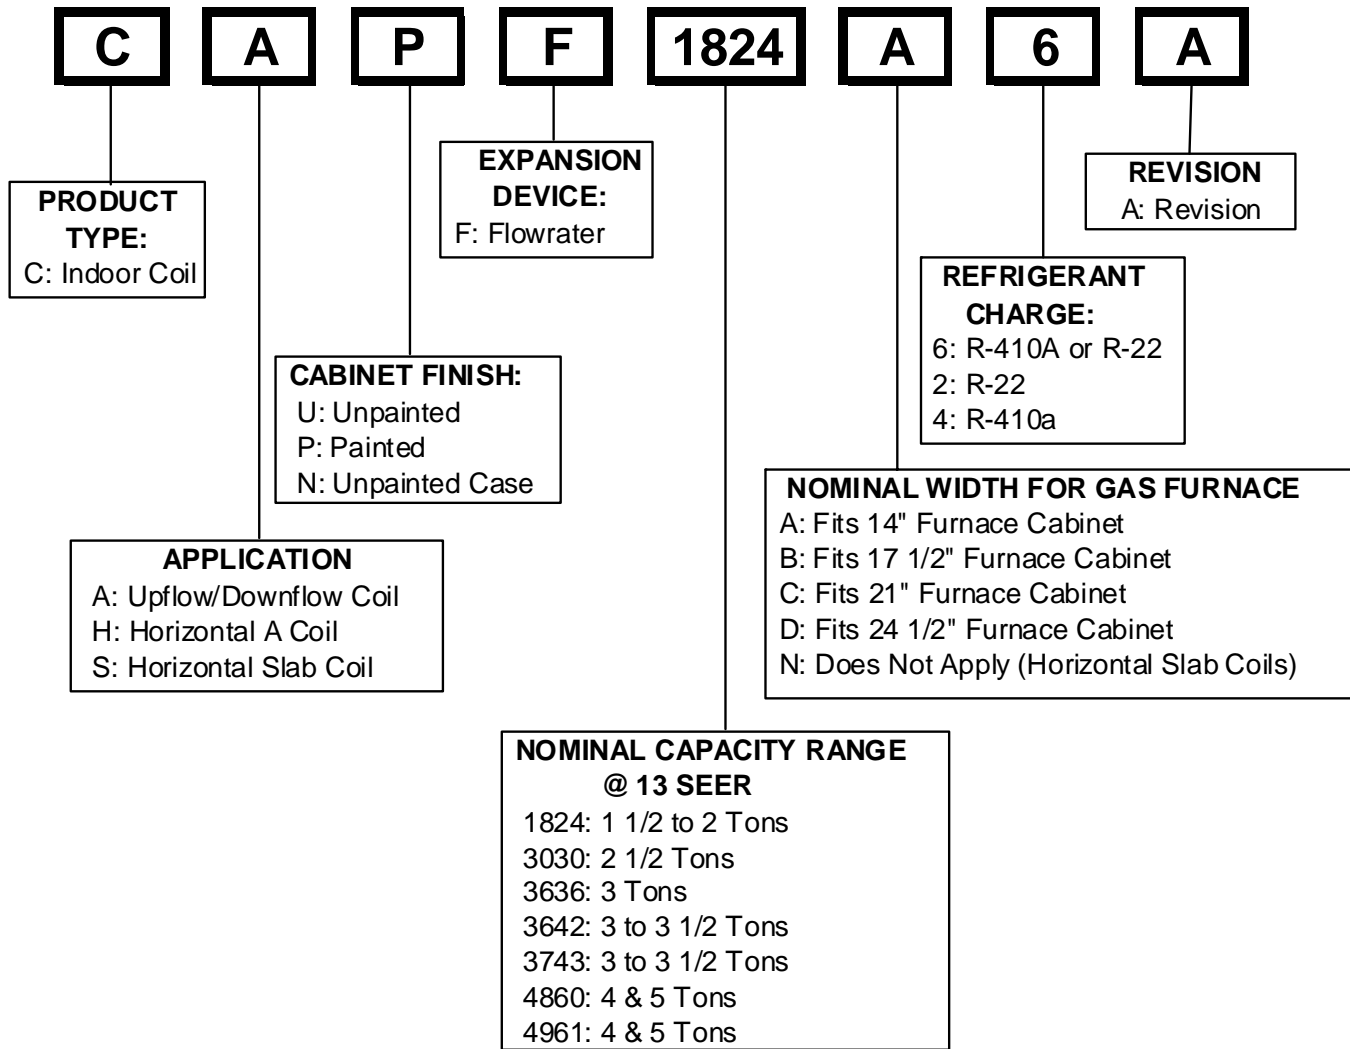 C A P F 1824 A 6 A
PRODUCT
TYPE:
C: Indoor Coil
APPLICATION
A: Upflow/Downflow Coil
H: Horizontal A Coil
S: Horizontal Slab Coil
CABINET FINISH:
U: Unpainted
P: Painted
N: Unpainted Case
EXPANSION
DEVICE:
F: Flowrater
NOMINAL CAPACITY RANGE
@ 13 SEER
1824: 1 1/2 to 2 Tons
3030: 2 1/2 Tons
3636: 3 Tons
3642: 3 to 3 1/2 Tons
3743: 3 to 3 1/2 Tons
4860: 4 & 5 Tons
4961: 4 & 5 Tons
NOMINAL WIDTH FOR GAS FURNACE
A: Fits 14" Furnace Cabinet
B: Fits 17 1/2" Furnace Cabinet
C: Fits 21" Furnace Cabinet
D: Fits 24 1/2" Furnace Cabinet
N: Does Not Apply (Horizontal Slab Coils)
REFRIGERANT
CHARGE:
6: R-410A or R-22
2: R-22
4: R-410a
REVISION
A: Revision